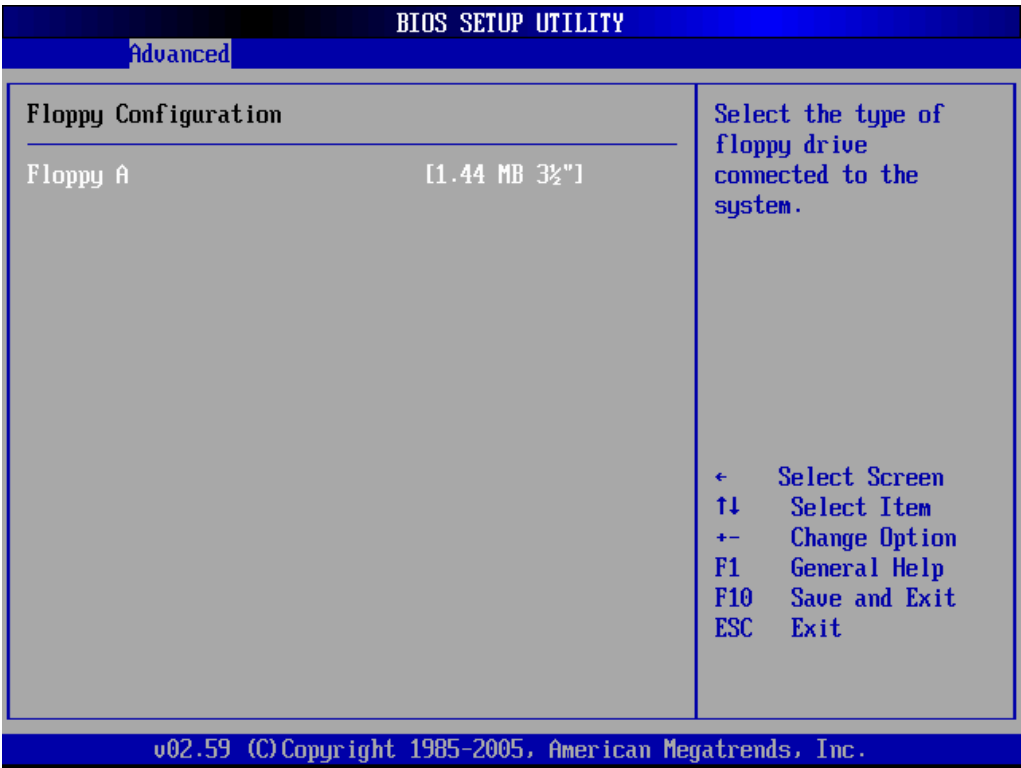 BIOS SETUP UTILITY
Advanced
Floppy Configuration
Floppy A [1.44 MB 3½"]
Select the type of
floppy drive
connected to the
system.
← Select Screen
↑↓ Select Item
+- Change Option
F1 General Help
F10 Save and Exit
ESC Exit
v02.59 (C)Copyright 1985-2005, American Megatrends, Inc.